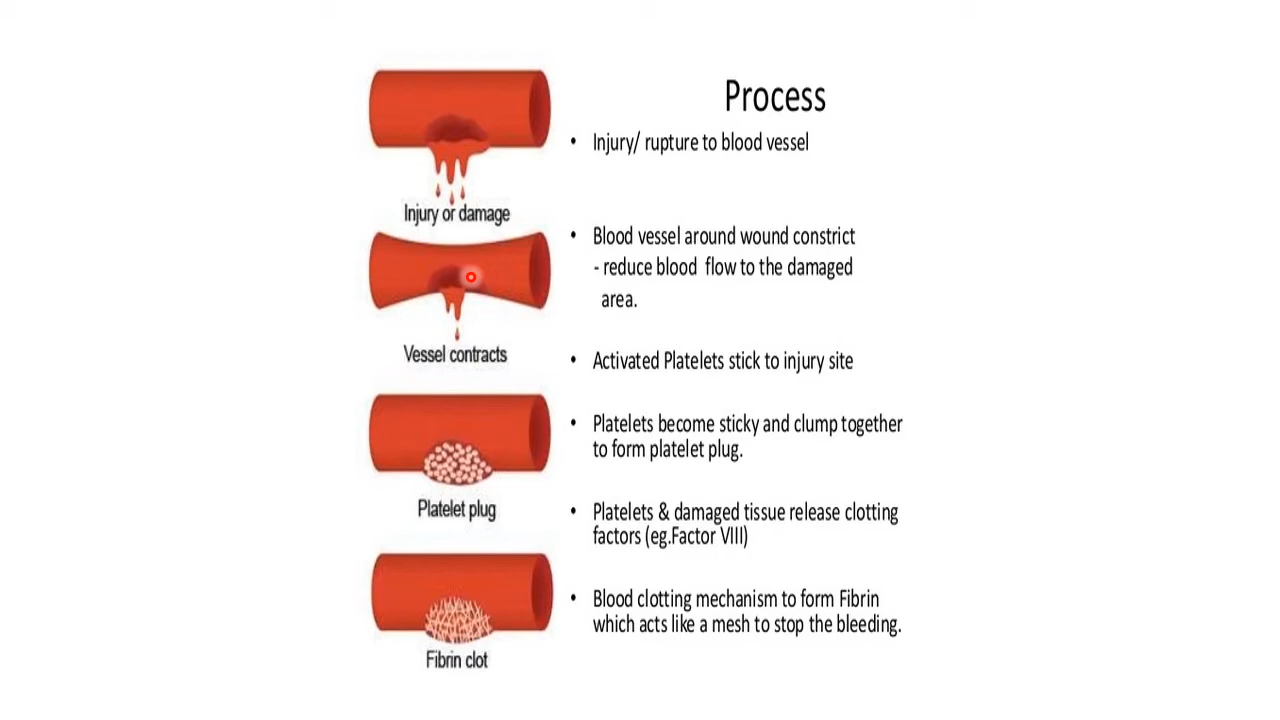 Process
• Injury/ rupture to blood vessel
Injury or damage
• Blood vessel around wound constrict
- reduce blood flow to the damaged
area.
Vessel contracts
• Activated Platelets stick to injury site
• Platelets become sticky and clump together
to form platelet plug.
Platelet plug
• Platelets & damaged tissue release clotting
factors (eg.Factor VIII)
• Blood clotting mechanism to form Fibrin
which acts like a mesh to stop the bleeding.
Fibrin clot